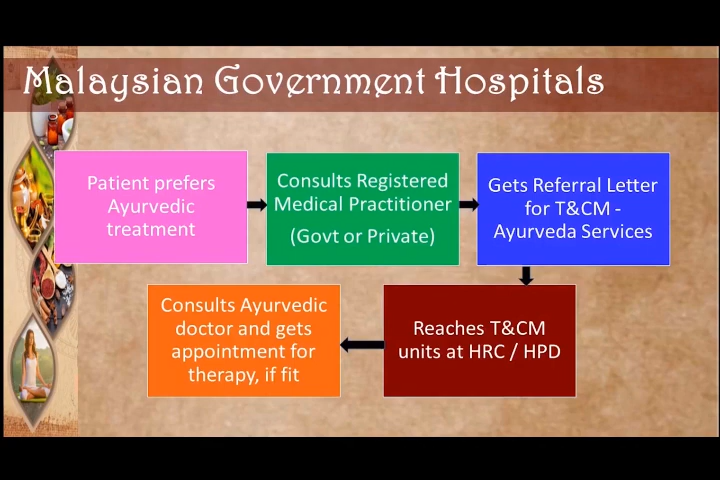 Malaysian Government Hospitals
Patient prefers
Ayurvedic
treatment
Consults Registered
Medical Practitioner
(Govt or Private)
Gets Referral Letter
for T&CM -
Ayurveda Services
Reaches T&CM
units at HRC / HPD
Consults Ayurvedic
doctor and gets
appointment for
therapy, if fit